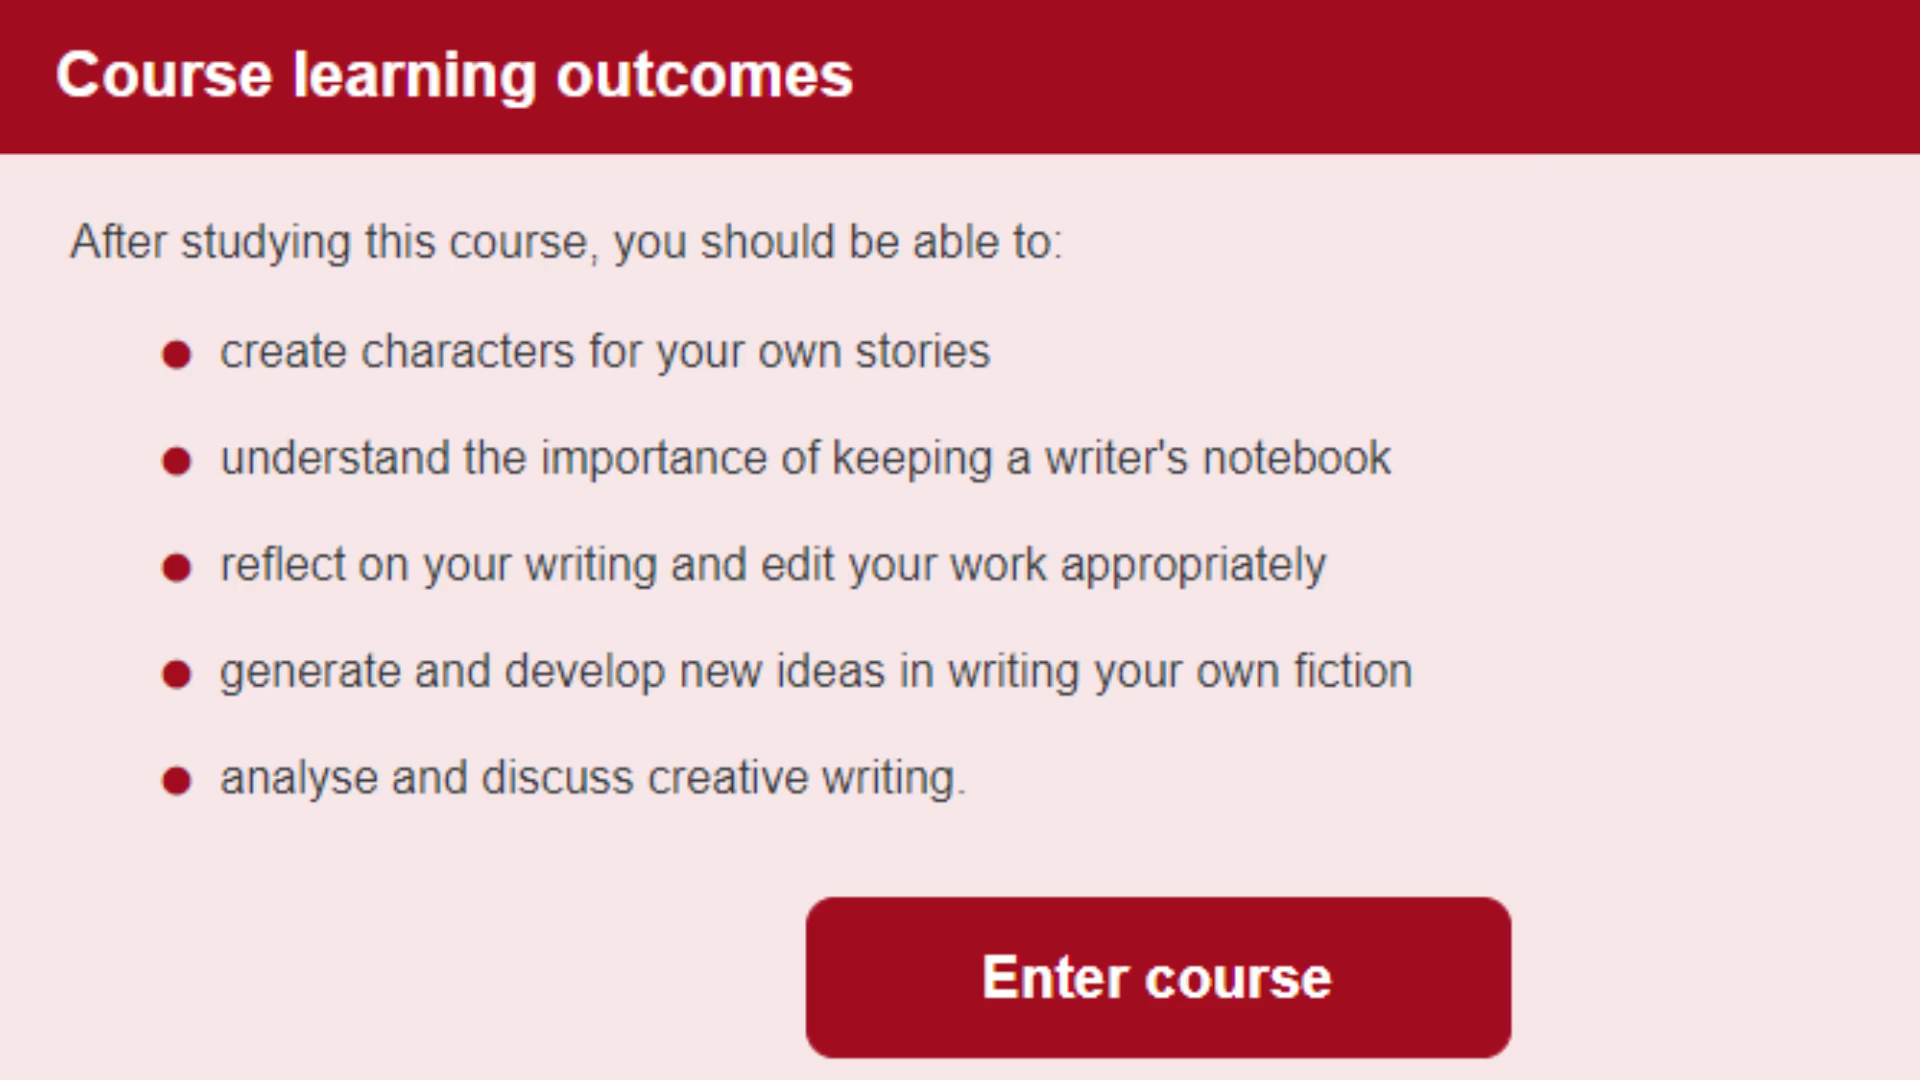 Course learning outcomes
After studying this course, you should be able to:
create characters for your own stories
understand the importance of keeping a writer's notebook
reflect on your writing and edit your work appropriately
generate and develop new ideas in writing your own fiction
analyse and discuss creative writing.
Enter course